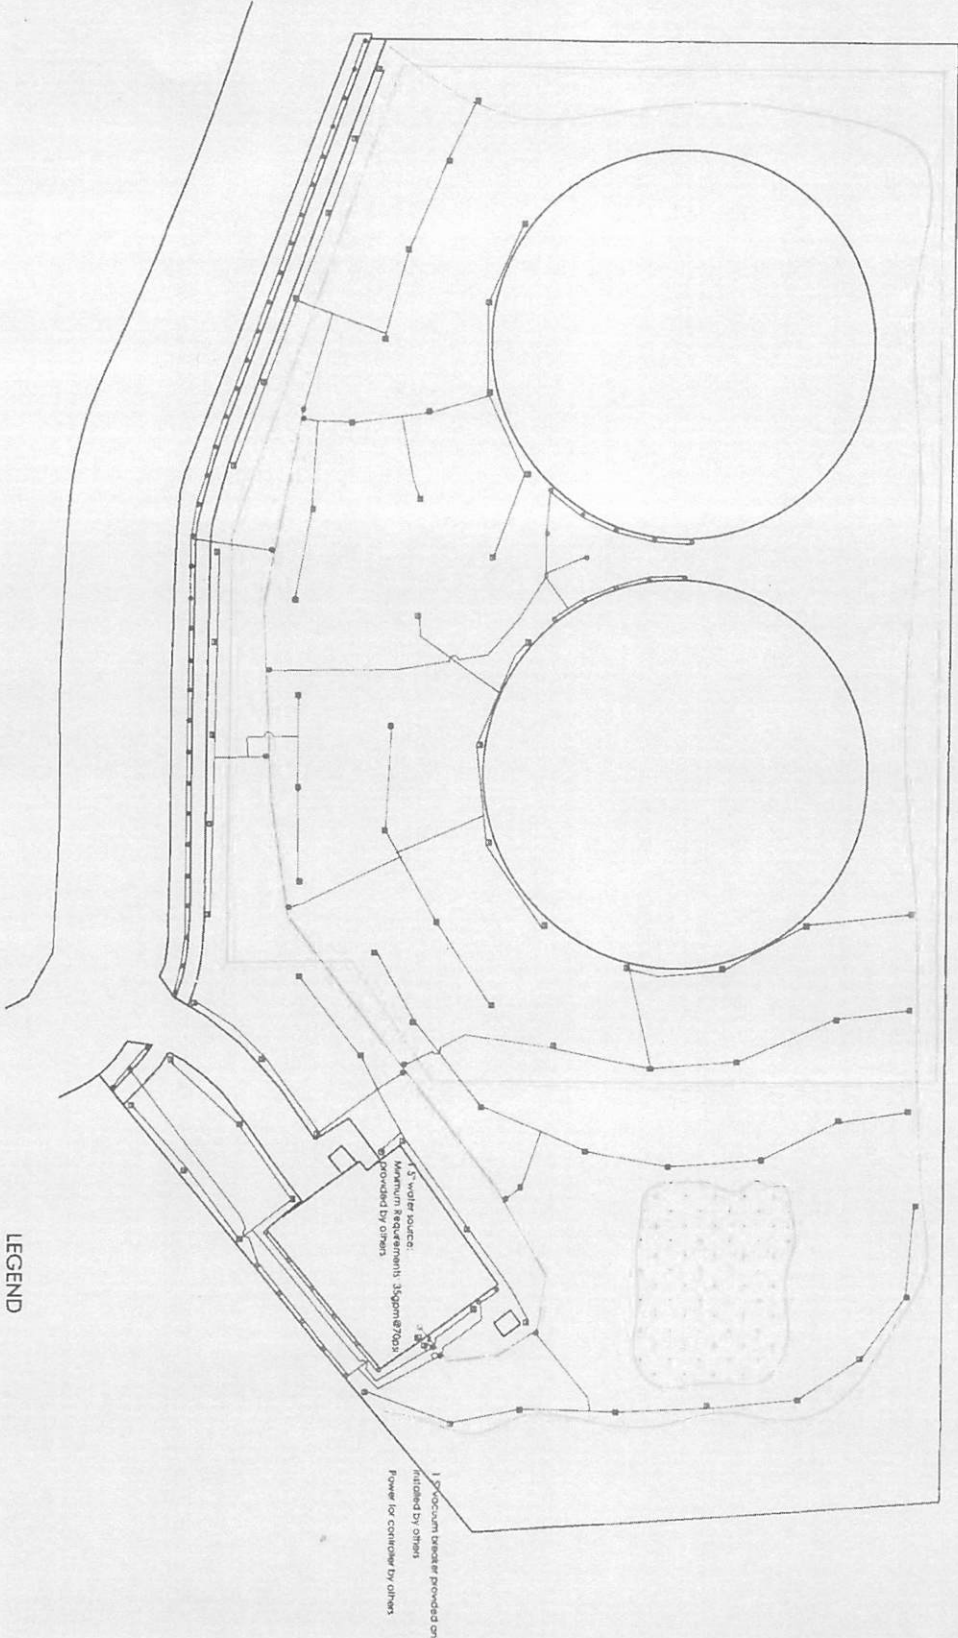 1.5" water source:
Minimum Requirements: 35gpm@70psi
provided by others
vacuum breaker provided an
installed by others
Power for controller by others
LEGEND